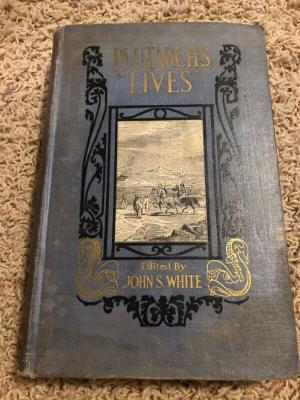 PLUTARCH'S
"LIVES"
Edited By
JOHN S. WHITE